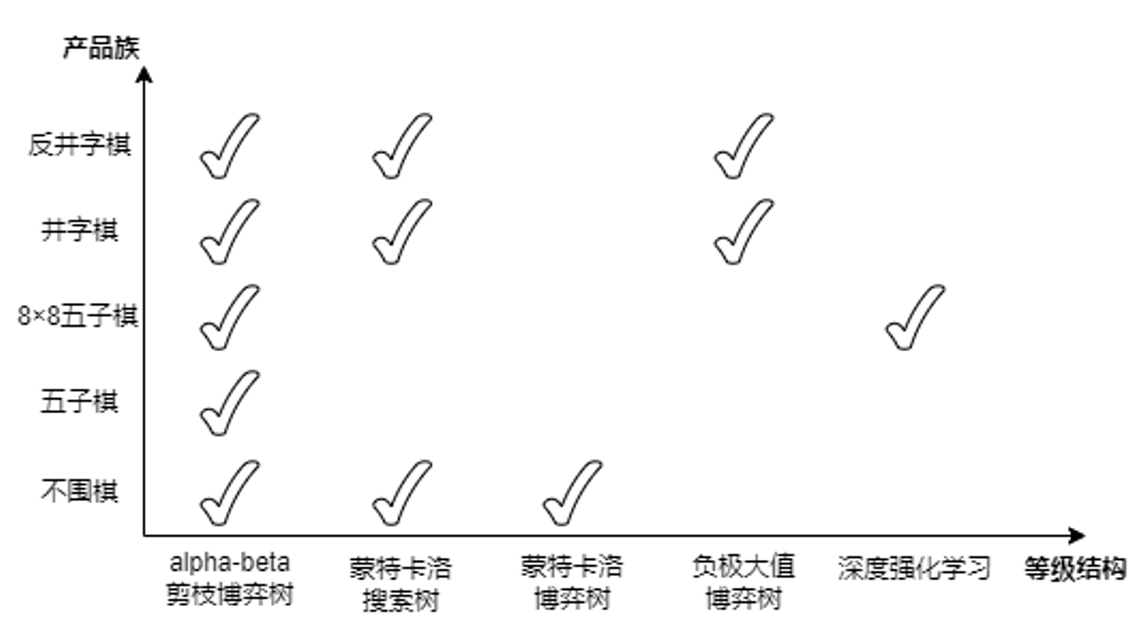 产品族
反井字棋
井字棋
8×8五子棋
五子棋
不围棋
alpha-beta
剪枝博弈树
蒙特卡洛
搜索树
蒙特卡洛
博弈树
负极大值
博弈树
深度强化学习
等级结构